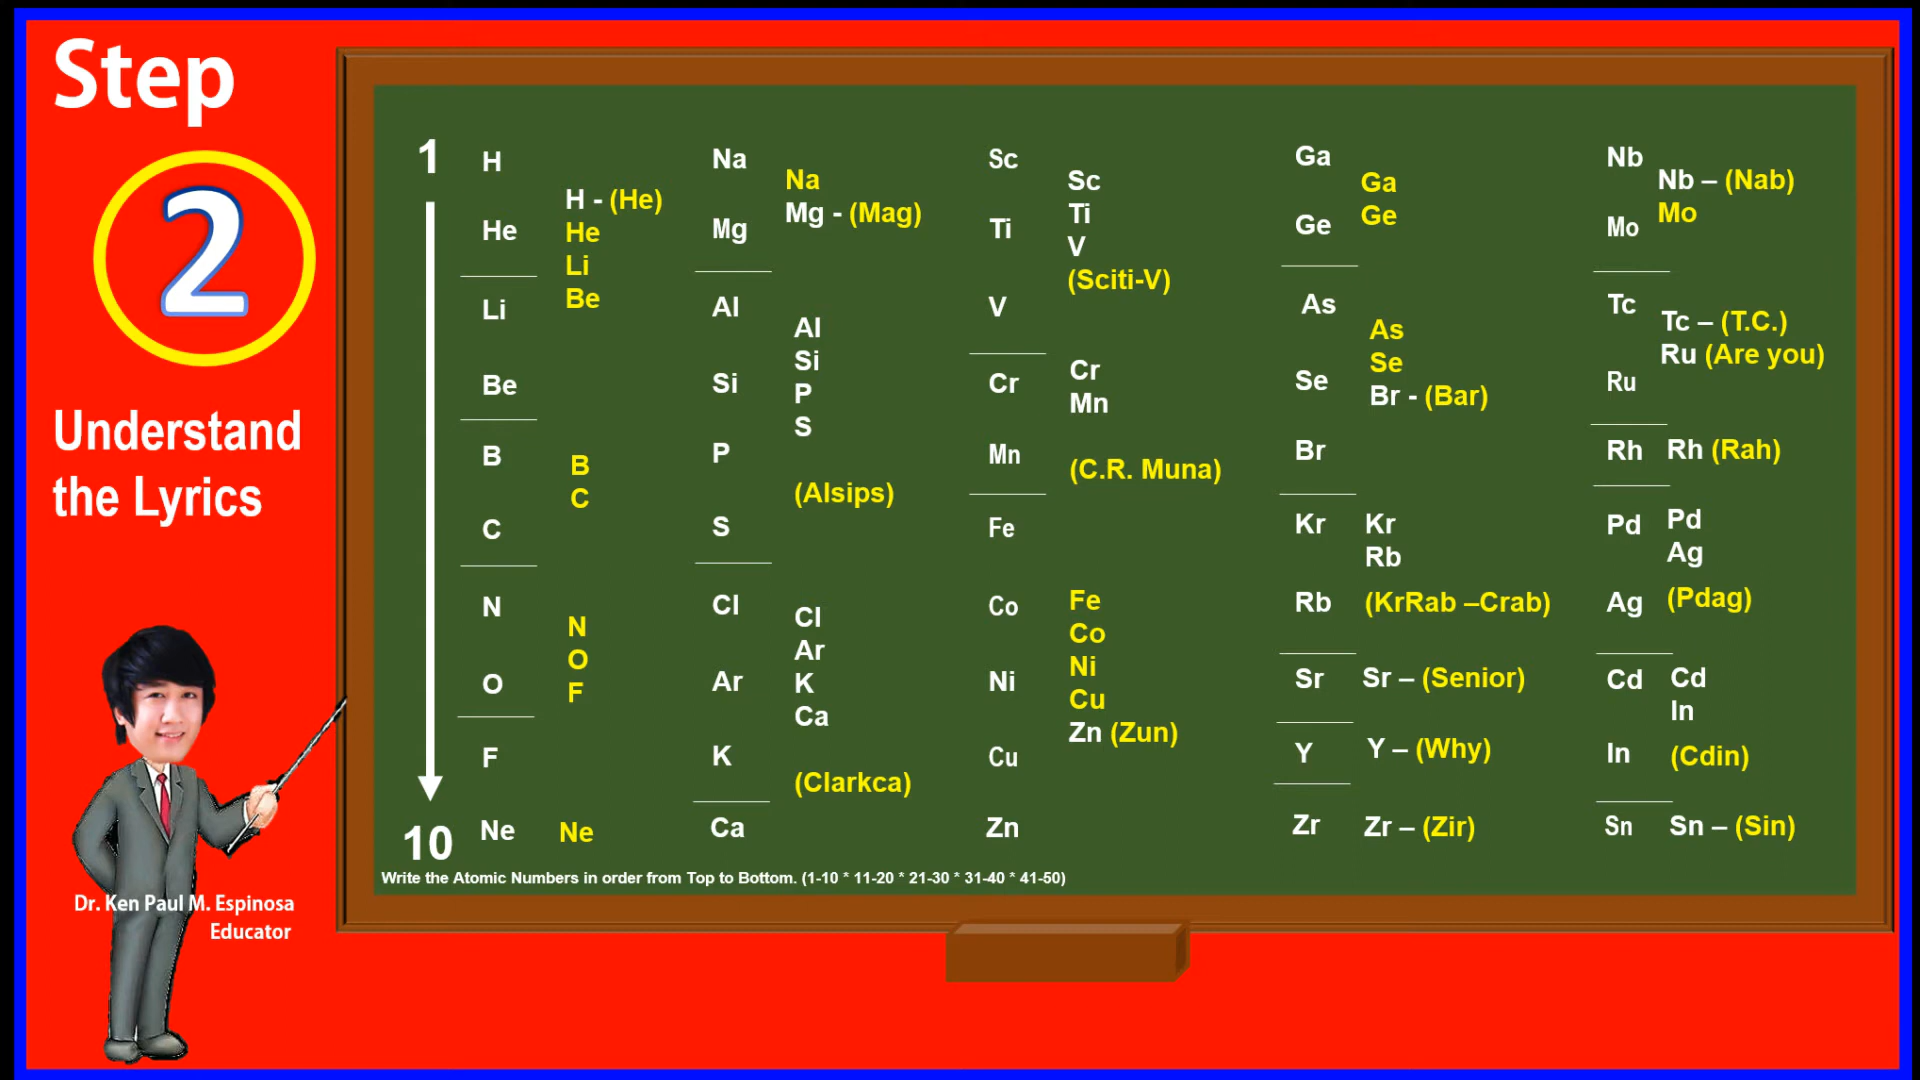 Step
2
Understand
the Lyrics
Dr. Ken Paul M. Espinosa
Educator
1
10
H
He
Li
Be
B
C
N
O
F
Ne
H - (He)
He
Li
Be
B
C
N
O
F
Ne
Na
Mg
Al
Si
P
S
Cl
Ar
K
Ca
Na
Mg - (Mag)
Al
Si
P
S
(Alsips)
Cl
Ar
K
Ca
(Clarkca)
Sc
Ti
V
Cr
Mn
Fe
Co
Ni
Cu
Zn
Sc
Ti
V
(Sciti-V)
Cr
Mn
(C.R. Muna)
Fe
Co
Ni
Cu
Zn (Zun)
Ga
Ge
As
Se
Br
Kr
Rb
Sr
Y
Zr
Ga
Ge
As
Se
Br - (Bar)
Kr
Rb
(KrRab –Crab)
Sr – (Senior)
Y – (Why)
Zr – (Zir)
Nb
Mo
Tc
Ru
Rh
Pd
Ag
Cd
In
Sn
Nb – (Nab)
Mo
Tc – (T.C.)
Ru (Are you)
Rh (Rah)
Pd
Ag
(Pdag)
Cd
In
(Cdin)
Sn – (Sin)
Write the Atomic Numbers in order from Top to Bottom. (1-10 * 11-20 * 21-30 * 31-40 * 41-50)